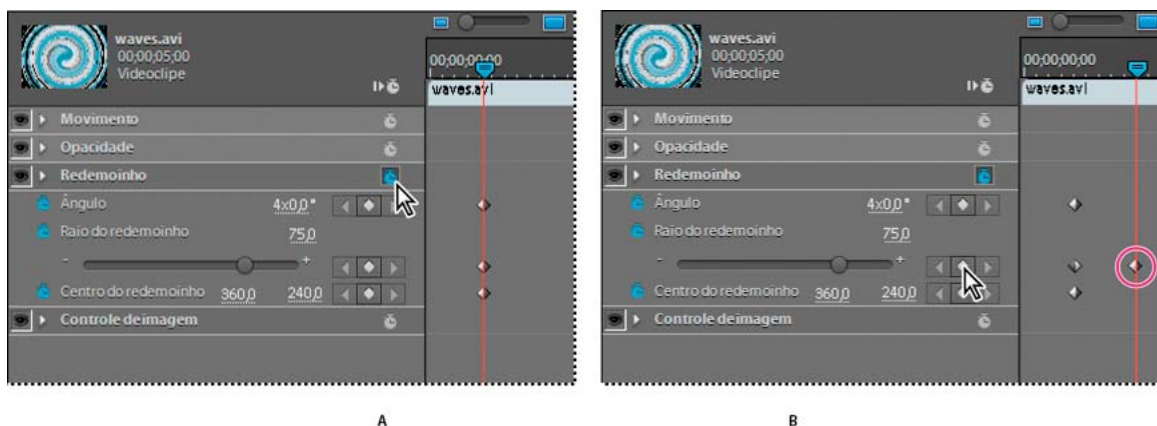 waves.avi
00;00;05;00
Videoclipe
00;00;00;00
waves.avi
Movimento
Opacidade
Redemoinho
Ângulo 4x0,0°
Raio do redemoinho 75,0
- +
Centro do redemoinho 360,0 240,0
Controle de imagem
A
waves.avi
00;00;05;00
Videoclipe
00;00;00;00
waves.avi
Movimento
Opacidade
Redemoinho
Ângulo 4x0,0°
Raio do redemoinho 75,0
- +
Centro do redemoinho 360,0 240,0
Controle de imagem
B